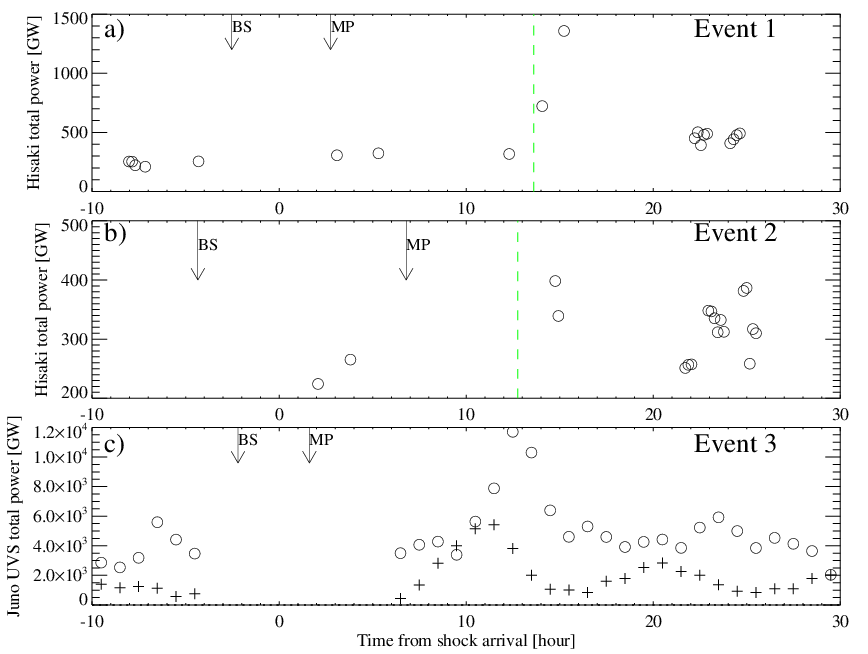 a)
BS
MP
Event 1
Hisaki total power [GW]
1500
1000
500
0
-10
0
10
20
30
b)
BS
MP
Event 2
Hisaki total power [GW]
500
400
300
200
-10
0
10
20
30
c)
BS
MP
Event 3
Juno UVS total power [GW]
1.2×10⁴
1.0×10⁴
8.0×10³
6.0×10³
4.0×10³
2.0×10³
0
-10
0
10
20
30
Time from shock arrival [hour]